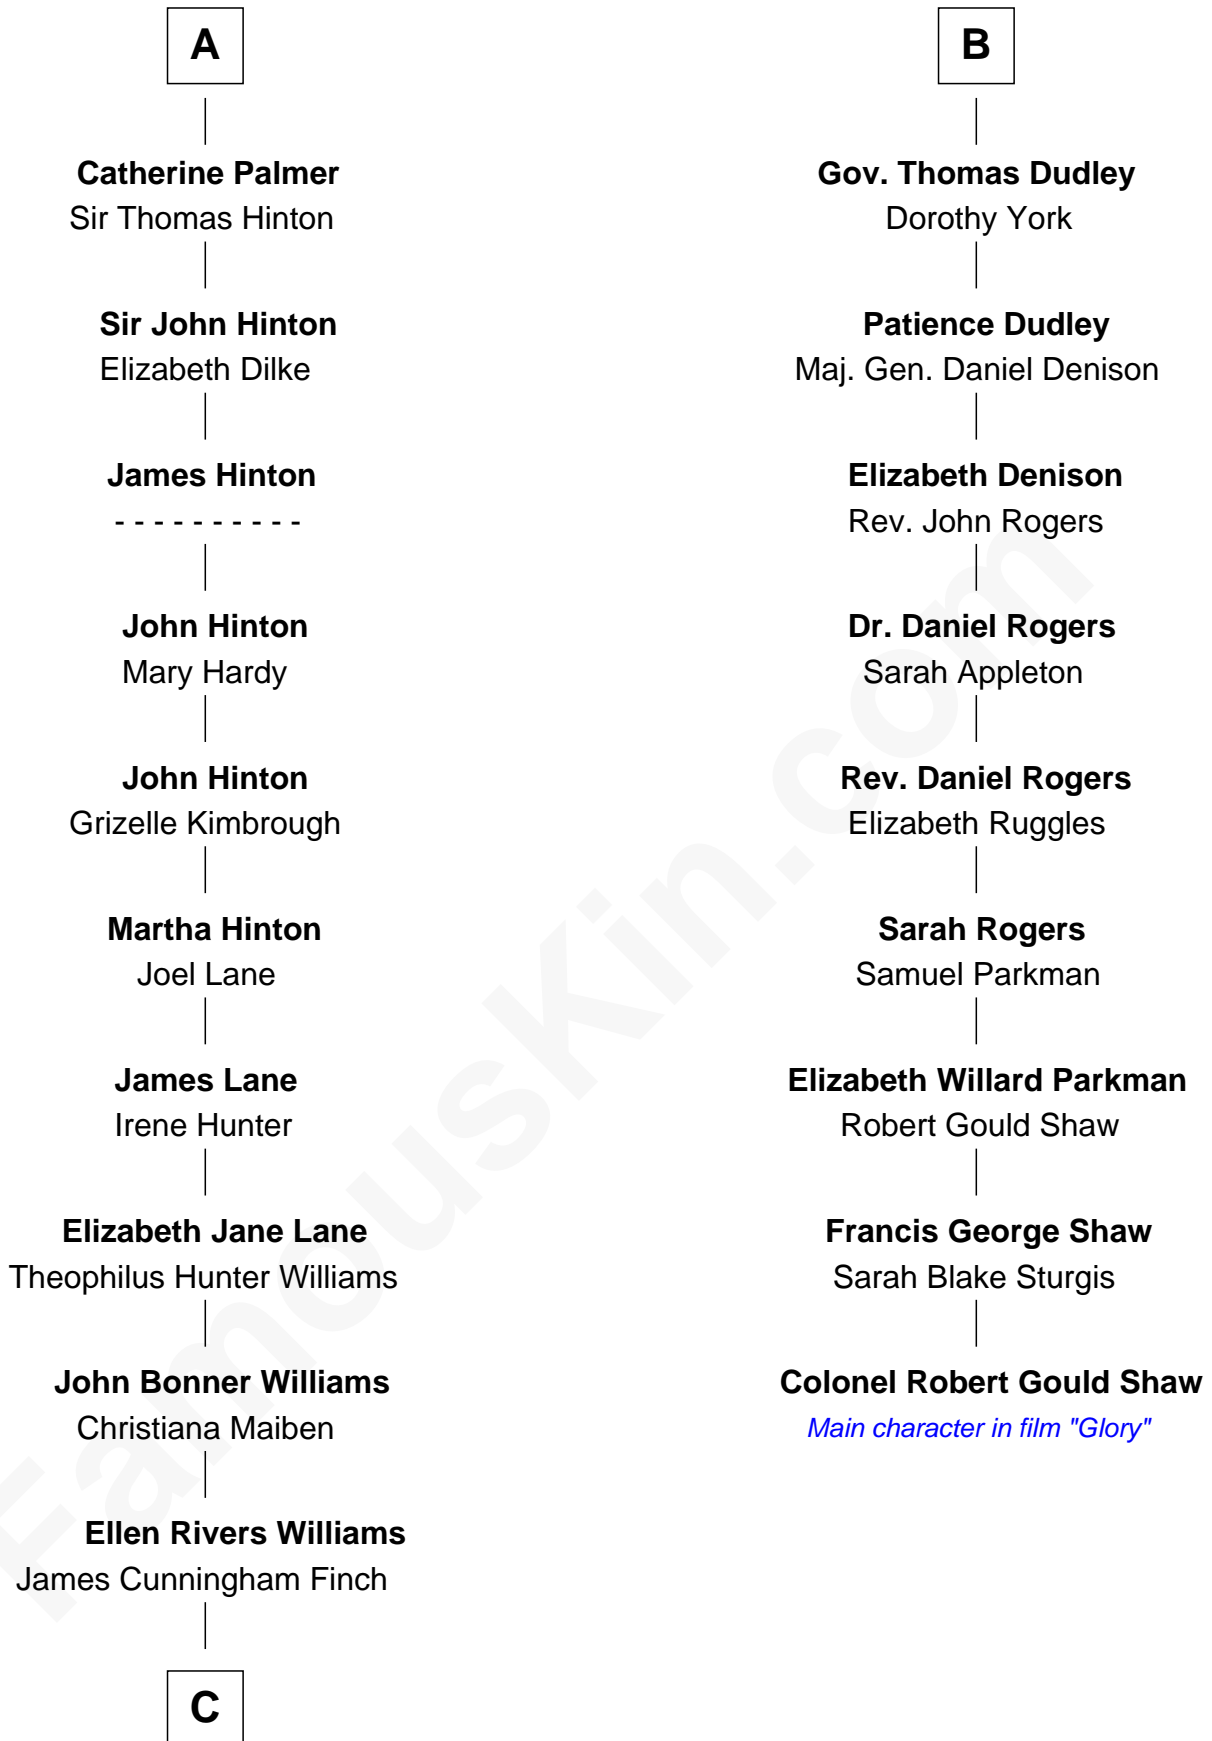 A
Catherine Palmer
Sir Thomas Hinton
Sir John Hinton
Elizabeth Dilke
James Hinton
- - - - - - - - - -
John Hinton
Mary Hardy
John Hinton
Grizelle Kimbrough
Martha Hinton
Joel Lane
James Lane
Irene Hunter
Elizabeth Jane Lane
Theophilus Hunter Williams
John Bonner Williams
Christiana Maiben
Ellen Rivers Williams
James Cunningham Finch
C
B
Gov. Thomas Dudley
Dorothy York
Patience Dudley
Maj. Gen. Daniel Denison
Elizabeth Denison
Rev. John Rogers
Dr. Daniel Rogers
Sarah Appleton
Rev. Daniel Rogers
Elizabeth Ruggles
Sarah Rogers
Samuel Parkman
Elizabeth Willard Parkman
Robert Gould Shaw
Francis George Shaw
Sarah Blake Sturgis
Colonel Robert Gould Shaw
Main character in film "Glory"
FamousKin.com